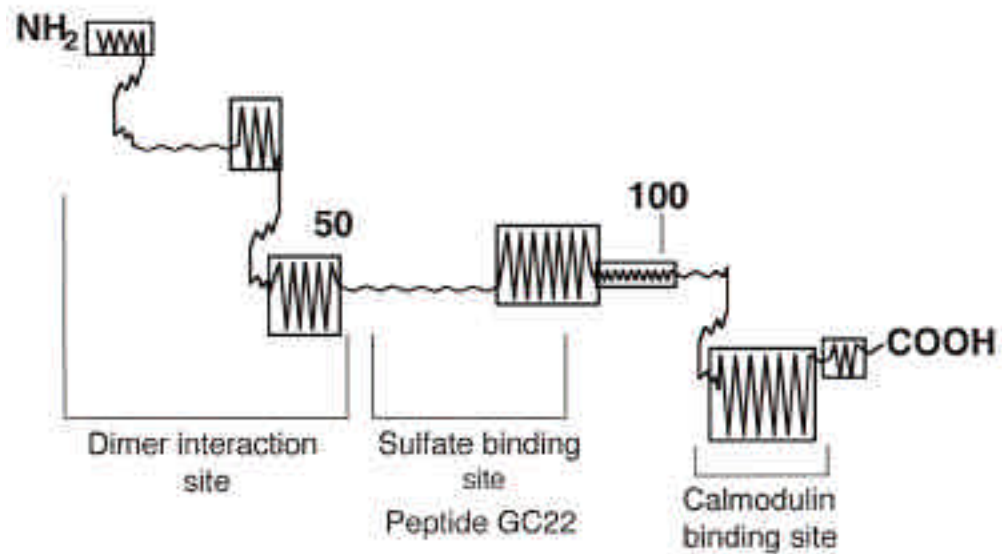 NH2
50
100
COOH
Dimer interaction
site
Sulfate binding
site
Peptide GC22
Calmodulin
binding site